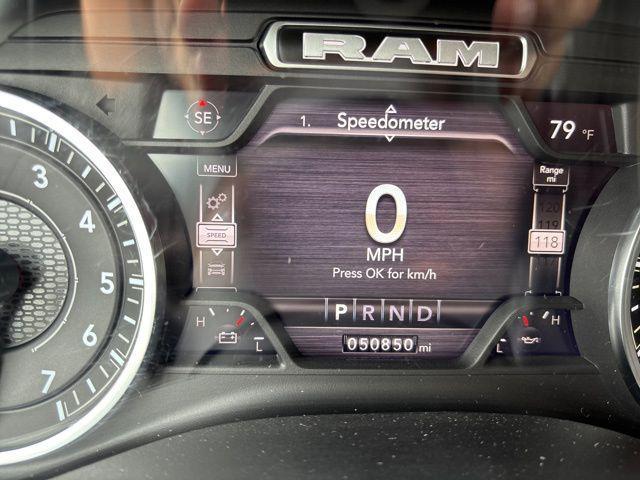 RAM
SE
1. Speedometer
79 °F
MENU
Range
mi
3
4
5
6
7
SPEED
0
MPH
Press OK for km/h
120
119
118
PRND
H
L
050850 mi
L
H